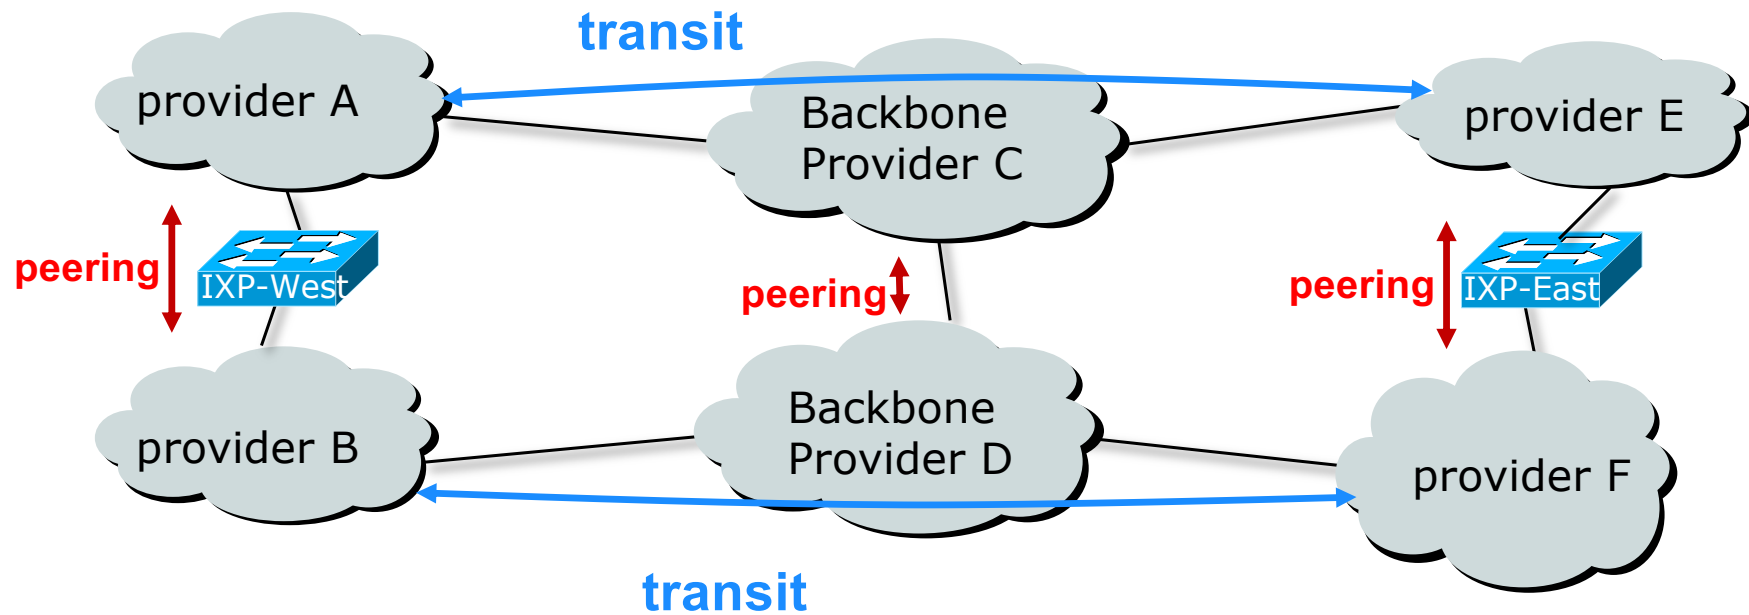 transit
provider A
Backbone
Provider C
provider E
peering
IXP-West
peering
peering
IXP-East
provider B
Backbone
Provider D
provider F
transit